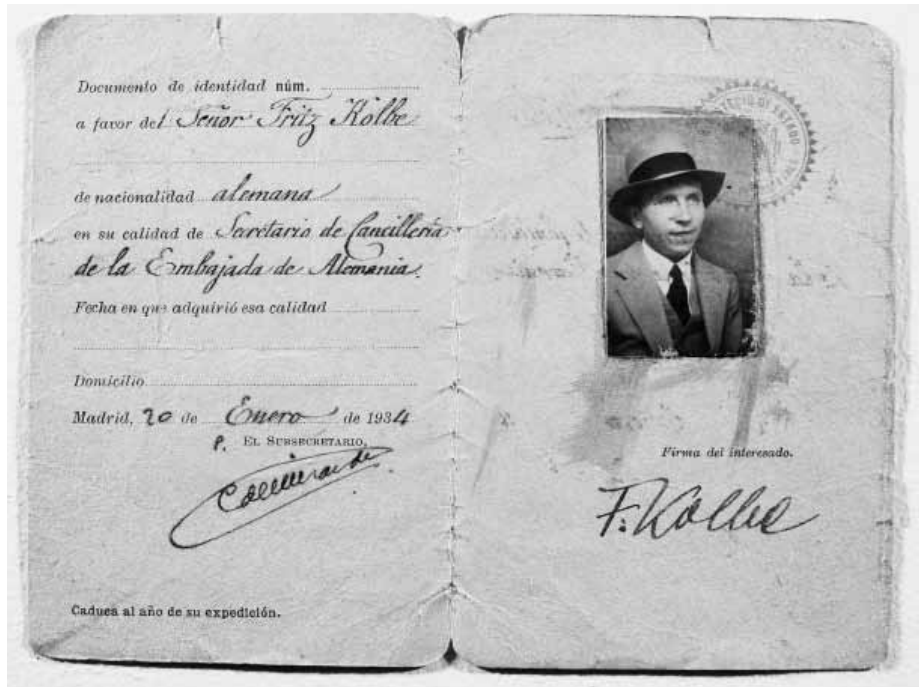 Documento de identidad núm.
a favor del Señor Fritz Kolbe
de nacionalidad alemana
en su calidad de Secretario de Cancillería
de la Embajada de Alemania.
Fecha en que adquirió esa calidad
Domicilio
Madrid, 20 de Enero de 1934
P. EL SUBSECRETARIO,
Caduca al año de su expedición.
DE ESTADO
Firma del interesado.
F. Kolbe